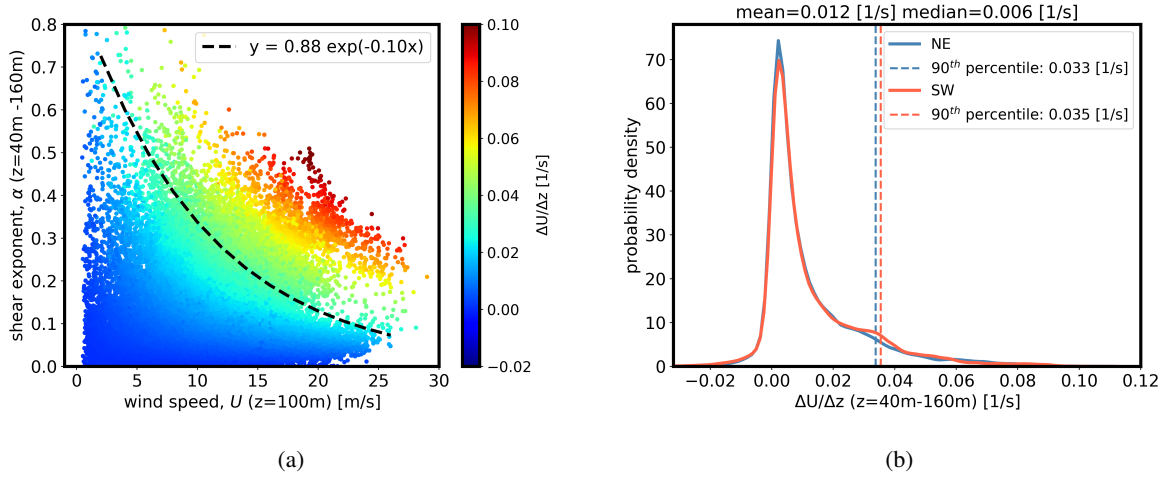 y = 0.88 exp(-0.10x)
0.8
0.7
0.6
0.5
0.4
0.3
0.2
0.1
0.0
shear exponent, α (z=40m -160m)
0 5 10 15 20 25 30
wind speed, U (z=100m) [m/s]
0.10
0.08
0.06
0.04
0.02
0.00
−0.02
ΔU/Δz [1/s]
(a)
mean=0.012 [1/s] median=0.006 [1/s]
NE
90th percentile: 0.033 [1/s]
SW
90th percentile: 0.035 [1/s]
70
60
50
40
30
20
10
0
probability density
−0.02 0.00 0.02 0.04 0.06 0.08 0.10 0.12
ΔU/Δz (z=40m-160m) [1/s]
(b)